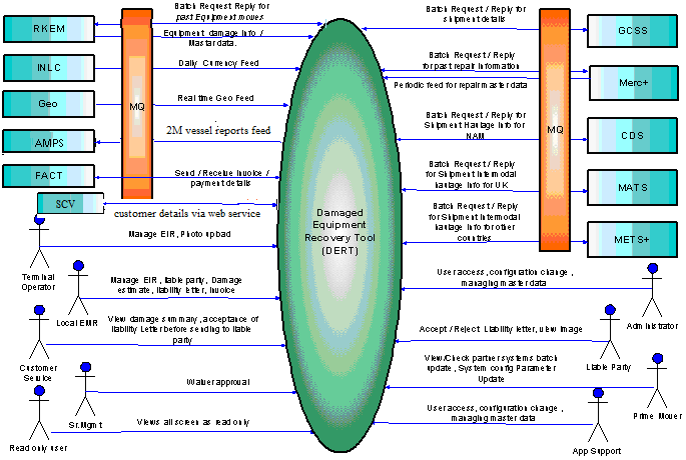 Batch Request Reply for
past Equipment moves
RKEM
Equipment damage Info /
Mastar data.
INLC
Daily Currency Feed
MQ
Geo
Real time Geo Feed
AMPS
2M vessel reports feed
FACT
Send / Receive Invoice /
payment details
SCV
customer details via web service
Terminal
Operator
Manage EIR, Photo upload
Local EMR
Manage EIR, liable party, Damage
estimate, liability letter, Invoice
Customer
Service
View damage summary, acceptance of
liability Letter before sending to liable
party
Sr.Mgmt
Waiver approval
Read only user
Views all screen as read only
Damaged
Equipment
Recovery Tool
(DERT)
Batch Request / Reply for
shipment details
GCSS
Batch Request / Reply
for past repair information
Merc+
Periodic feed for repair master data
MQ
Batch Request / Reply for
Shipment Haulage Info for
NAM
CDS
Batch Request / Reply
for Shipment Intermodal
haulage Info for UK
MATS
Batch Request / Reply
for Shipment Intermodal
haulage Info for other
countries
METS+
User access, configuration change ,
managing master data
Administrator
Accept / Reject Liability letter, view image
Liable Party
View/Check partner systems batch
update , System config Parameter
Update
Prime Mover
User access, configuration change ,
managing master data
App Support